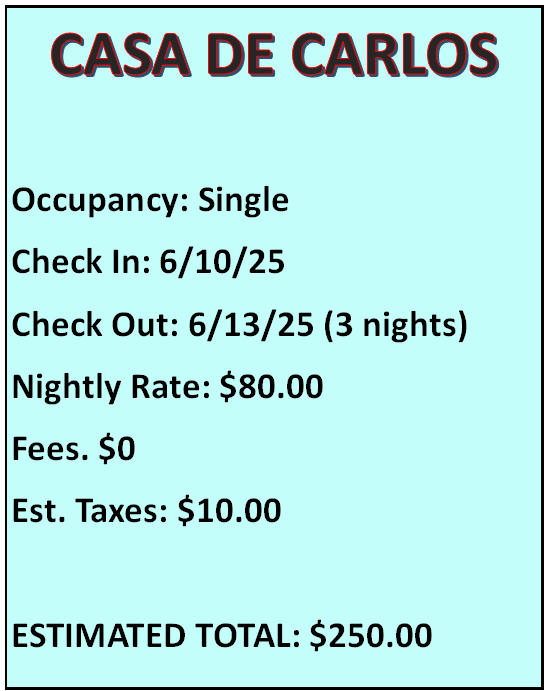 CASA DE CARLOS
Occupancy: Single
Check In: 6/10/25
Check Out: 6/13/25 (3 nights)
Nightly Rate: $80.00
Fees. $0
Est. Taxes: $10.00
ESTIMATED TOTAL: $250.00